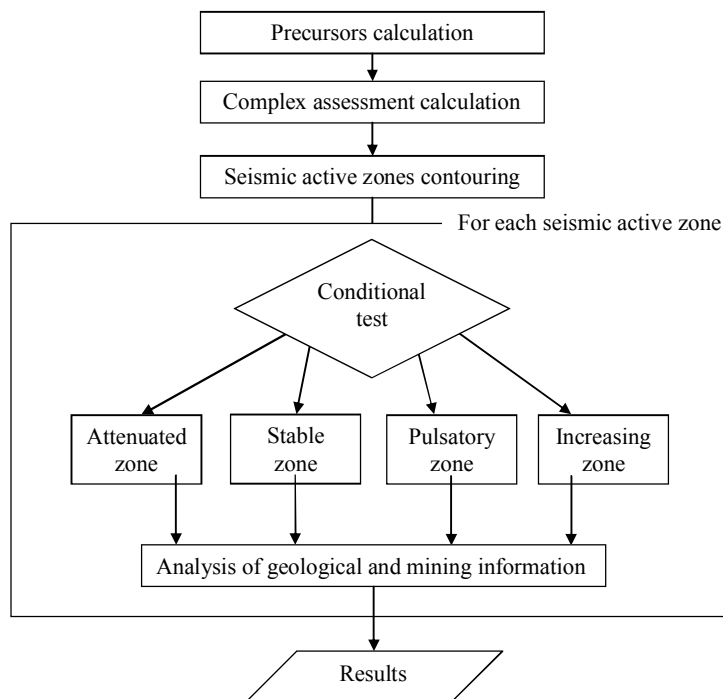 Precursors calculation
Complex assessment calculation
Seismic active zones contouring
For each seismic active zone
Conditional
test
Attenuated
zone
Stable
zone
Pulsatory
zone
Increasing
zone
Analysis of geological and mining information
Results